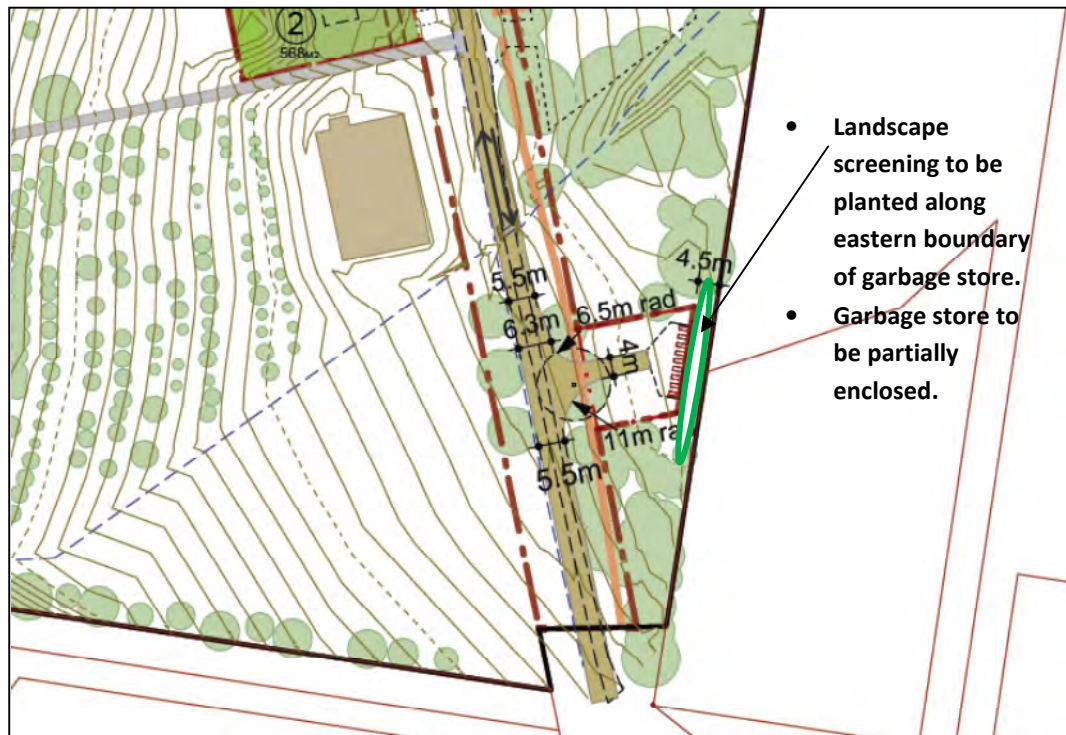 2
568M2
• Landscape
screening to be
planted along
eastern boundary
of garbage store.
• Garbage store to
be partially
enclosed.
4.5m
5.5m
6.5m rad
6.3m
4m
11m ra
5.5m